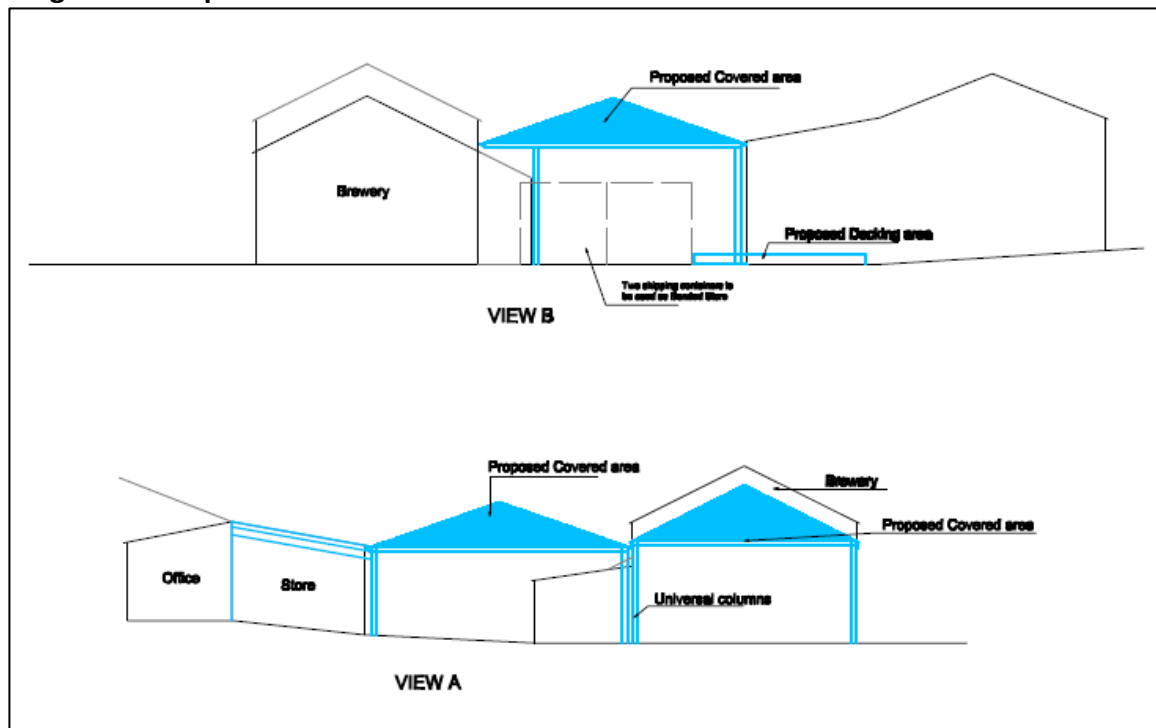 Proposed Covered area
Brewery
Proposed Decking area
Two shipping containers to
be used as Bonded Store
VIEW B
Proposed Covered area
Brewery
Proposed Covered area
Office
Store
Universal columns
VIEW A